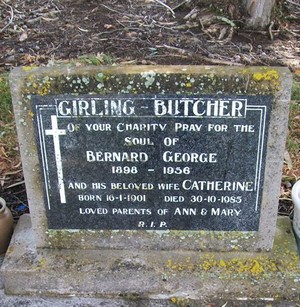 GIRLING - BUTCHER
OF YOUR CHARITY PRAY FOR THE
SOUL OF
BERNARD GEORGE
1898 - 1956
AND HIS BELOVED WIFE CATHERINE
BORN 16-1-1901 DIED 30-10-1985
LOVED PARENTS OF ANN & MARY
R.I.P.